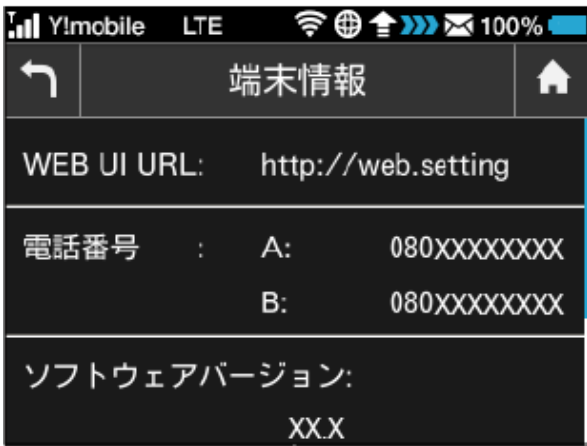 Y!mobile LTE 100%
端末情報
WEB UI URL: http://web.setting
電話番号 : A: 080XXXXXXXX
B: 080XXXXXXXX
ソフトウェアバージョン:
XX.X